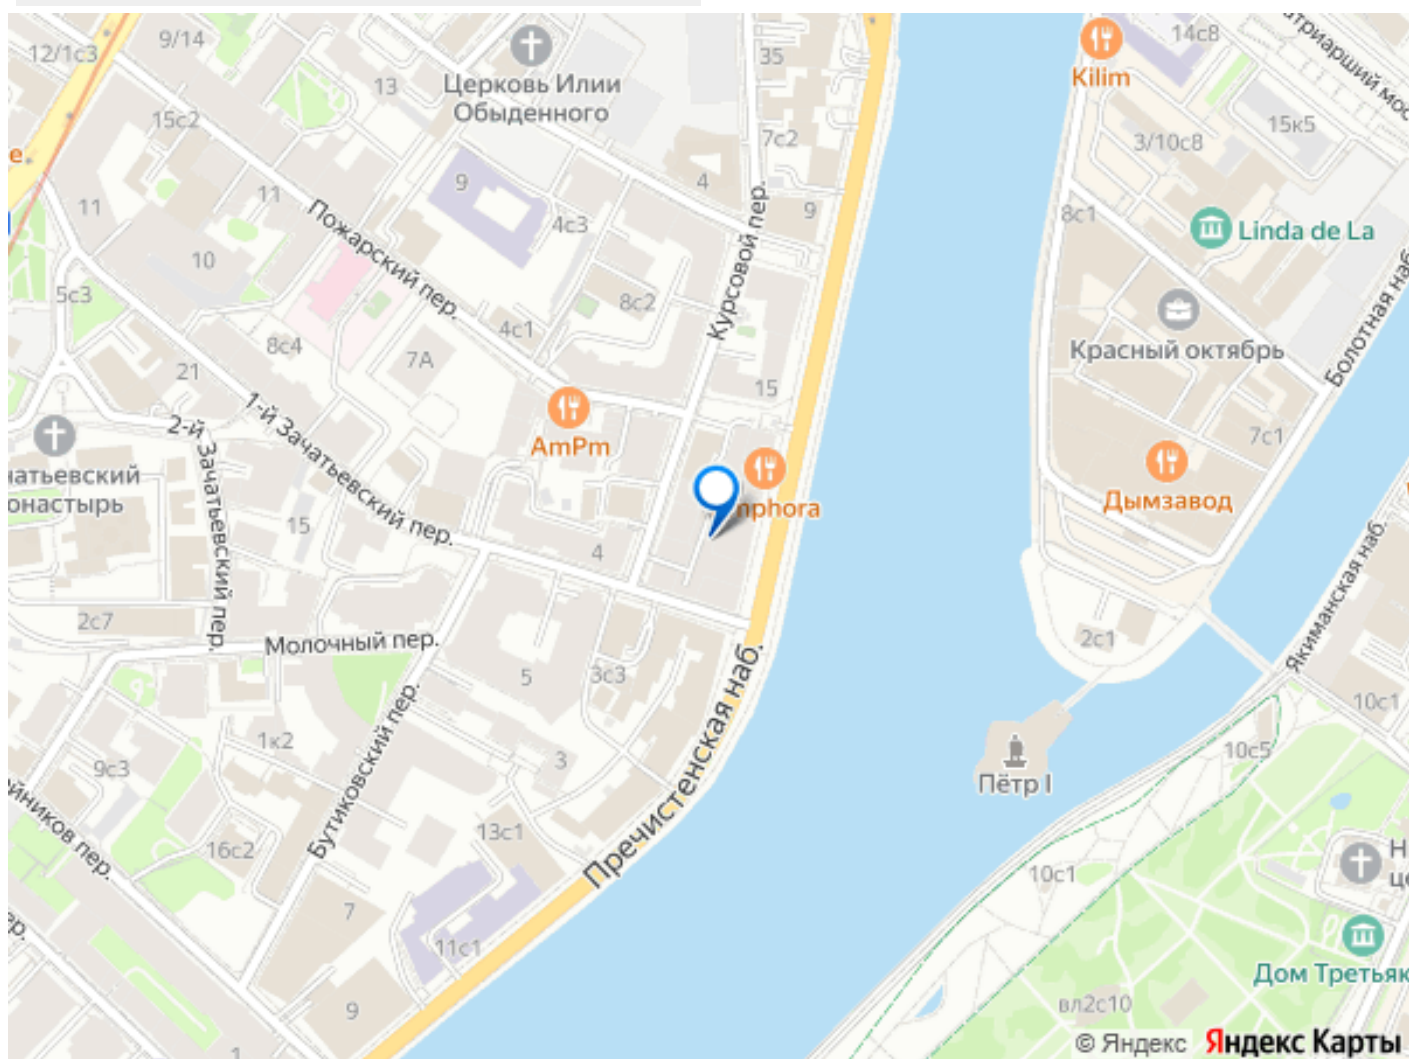 9/14
12/1с3
Церковь Илии
Обыденного
13
35
Kilim
14с8
15к5
7с2
3/10с8
15с2
9
4
11
11
Пожарский пер.
4с3
9
Курсовой пер.
8с1
Linda de La
10
5с3
8с2
4с1
8с4
7А
Красный октябрь
Болотная наб.
21
15
1-й Зачатьевский пер.
2-й Зачатьевский пер.
AmPm
7с1
Дымзавод
15
4
Якиманская наб.
2с7
Молочный пер.
2с1
5
3с3
Пречистенская наб.
10с1
1к2
10с5
9с3
3
Пётр I
Бутиковский пер.
13с1
16с2
10с1
7
11с1
вл2с10
9
1
© Яндекс Яндекс Карты